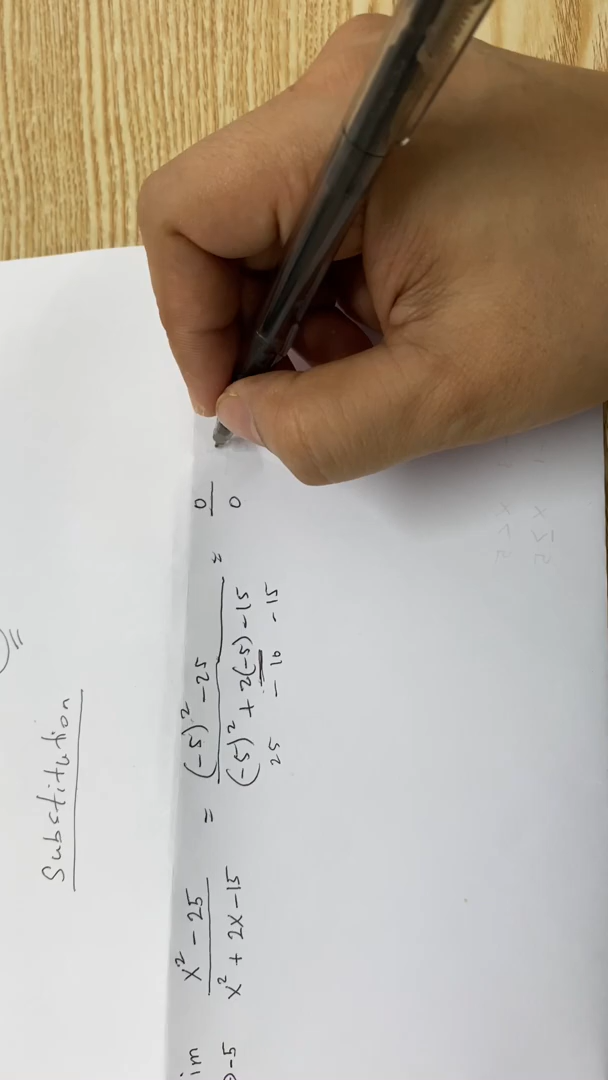 Substitution
im x² - 25 = (-5)² - 25 = 0
-5 x² + 2x - 15 (-5)² + 2(-5) - 15 0
25 - 10 - 15